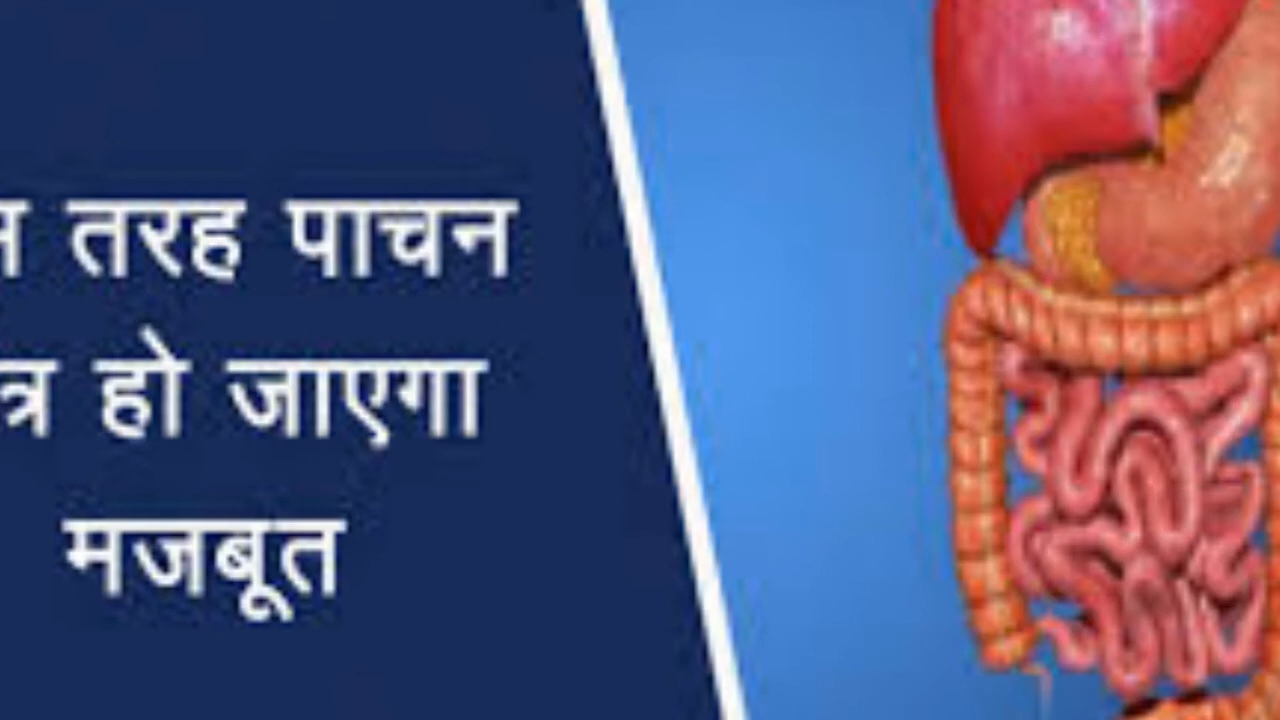 तरह पाचन
हो जाएगा
मजबूत